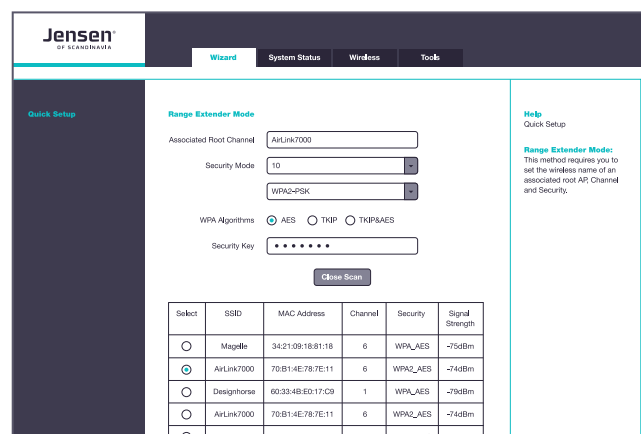 Jensen®
OF SCANDINAVIA
Wizard System Status Wireless Tools
Quick Setup
Range Extender Mode
Associated Root Channel AirLink7000
Security Mode 10
WPA2-PSK
WPA Algorithms AES TKIP TKIP&AES
Security Key •••••••
Close Scan
Select SSID MAC Address Channel Security Signal Strength
Magelle 34:21:09:18:81:18 6 WPA_AES -75dBm
AirLink7000 70:B1:4E:78:7E:11 6 WPA2_AES -74dBm
Designhorse 60:33:4B:E0:17:C9 1 WPA_AES -79dBm
AirLink7000 70:B1:4E:78:7E:11 6 WPA2_AES -74dBm
Help
Quick Setup
Range Extender Mode:
This method requires you to
set the wireless name of an
associated root AP, Channel
and Security.